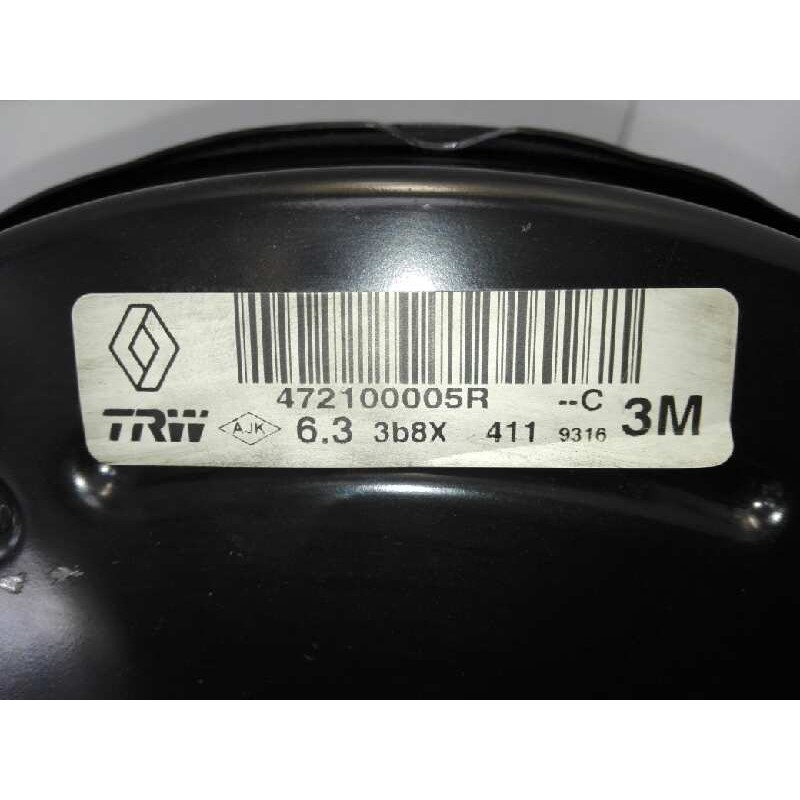 472100005R --C
TRW AJK 6.3 3b8X 411 9316 3M